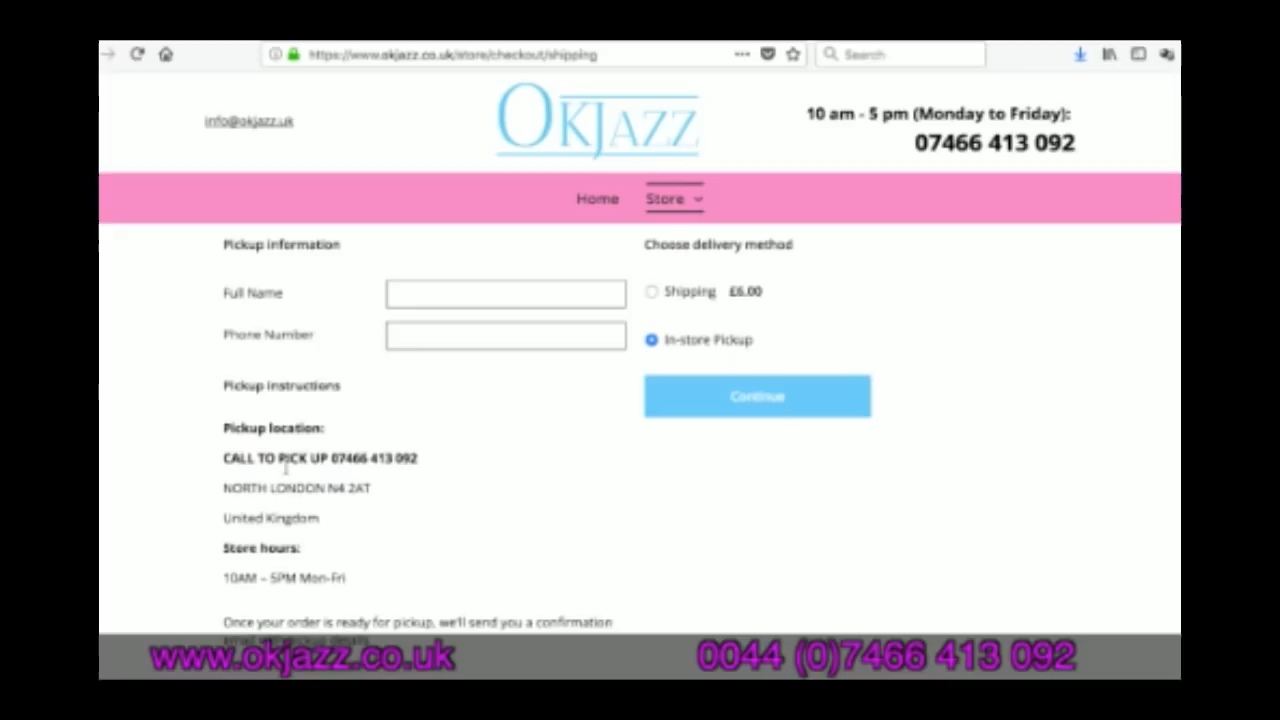 https://www.okjazz.co.uk/store/checkout/shipping
Search
info@okjazz.uk
OKJAZZ
10 am - 5 pm (Monday to Friday):
07466 413 092
Home
Store
Pickup information
Choose delivery method
Full Name
Shipping £6.00
Phone Number
In-store Pickup
Pickup instructions
Continue
Pickup location:
CALL TO PICK UP 07466 413 092
NORTH LONDON N4 2AT
United Kingdom
Store hours:
10AM – 5PM Mon-Fri
Once your order is ready for pickup, we'll send you a confirmation
www.okjazz.co.uk
0044 (0)7466 413 092